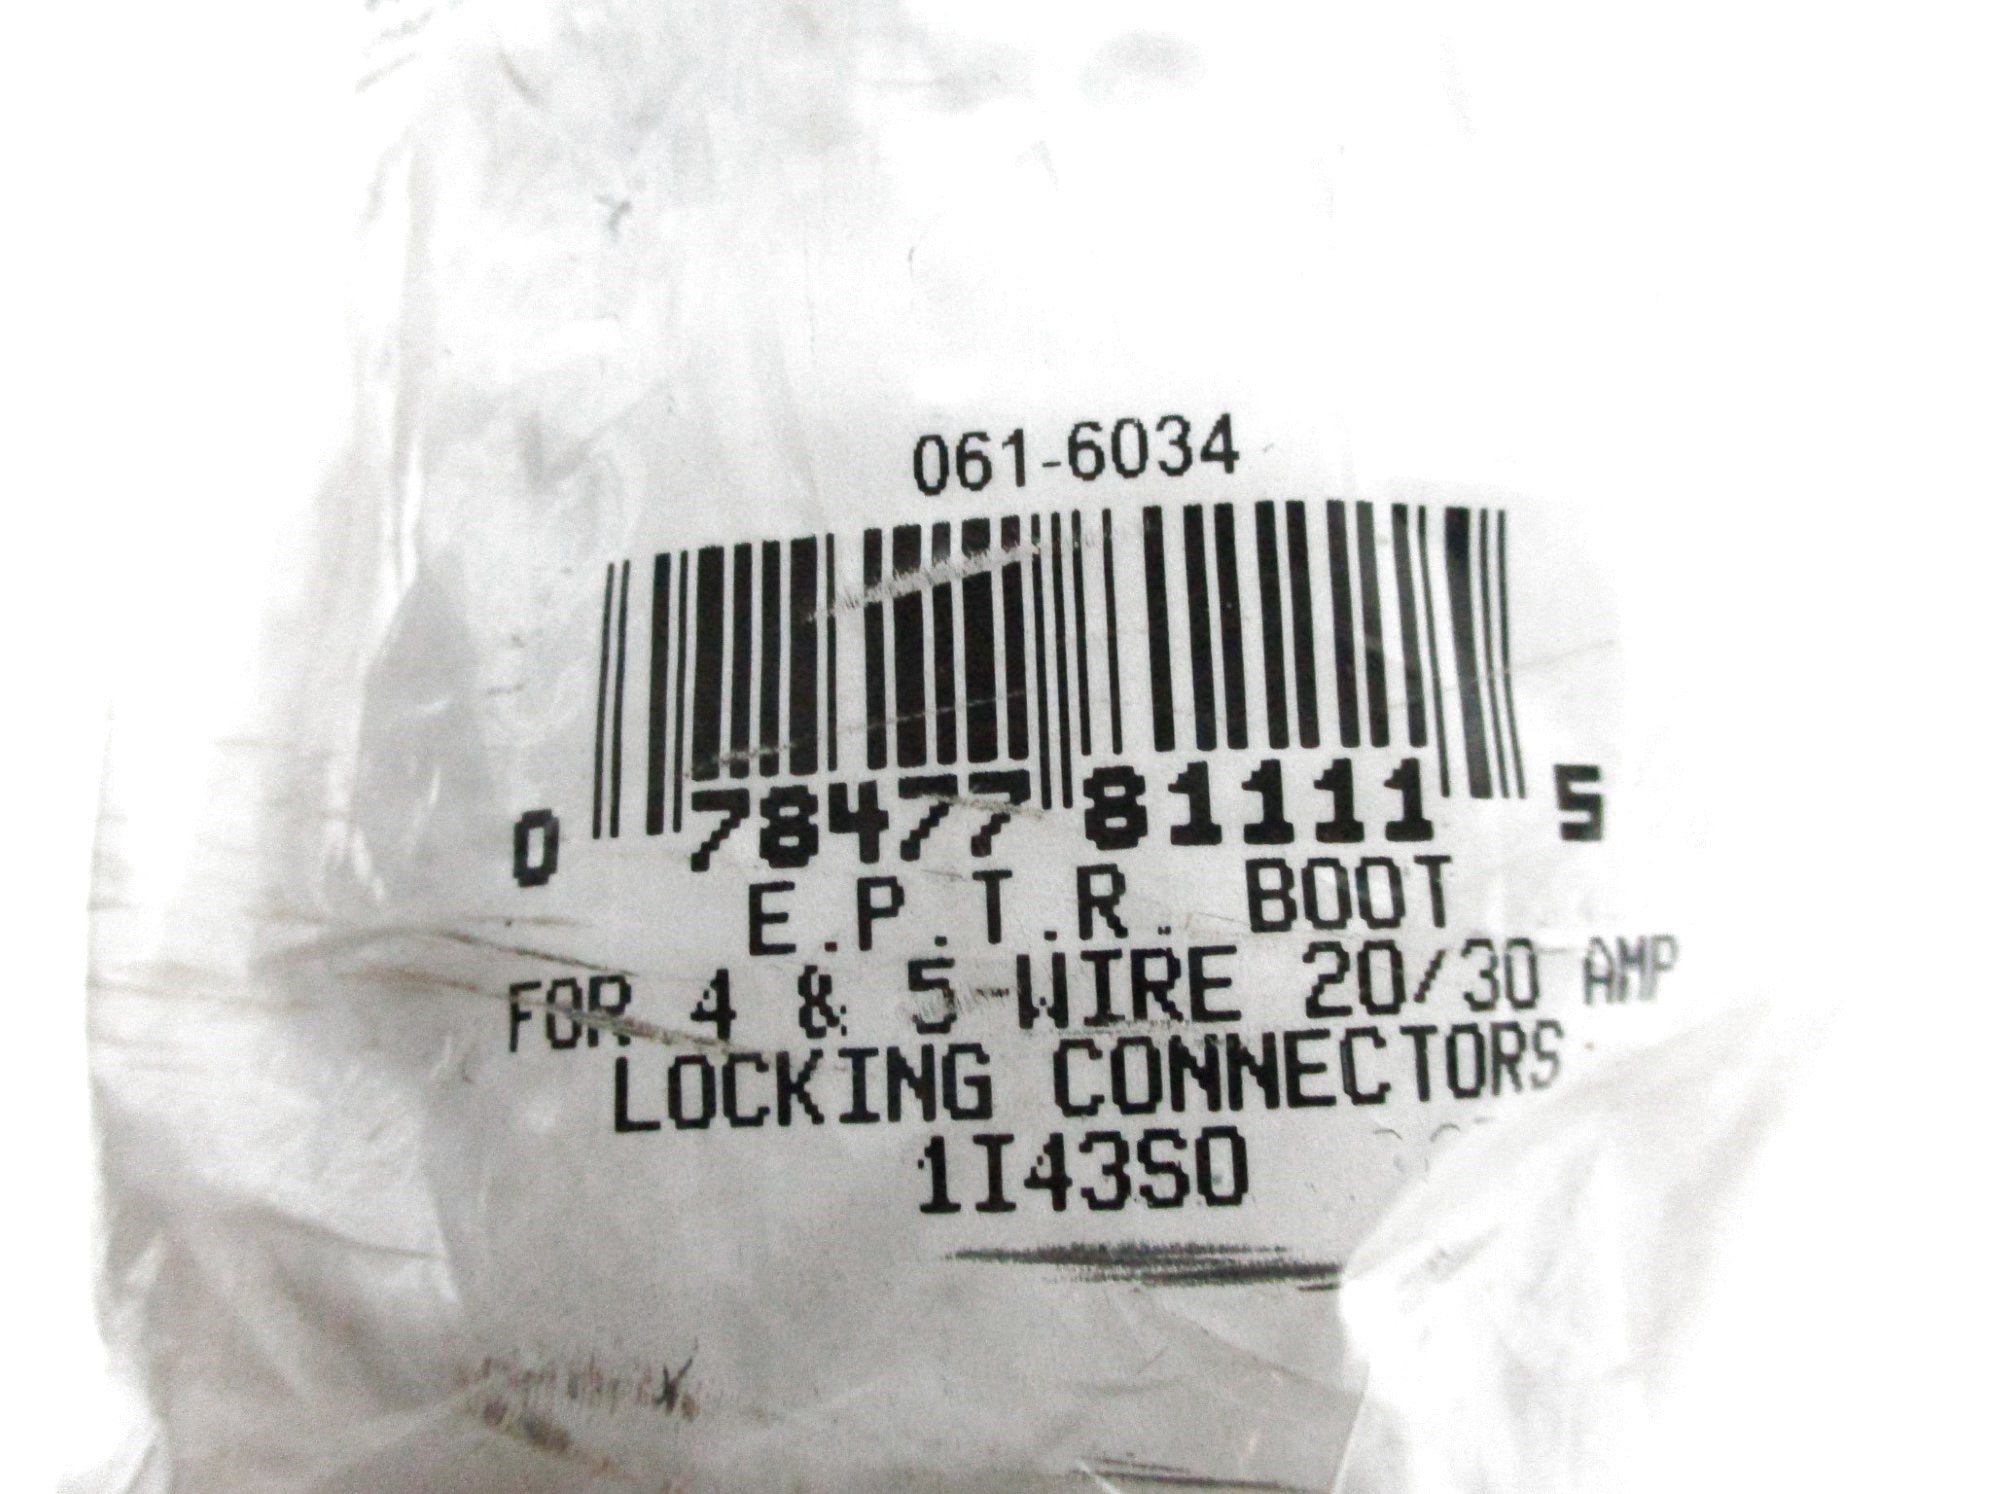 061-6034
0 78477 81111 5
E.P.T.R. BOOT
FOR 4 & 5-WIRE 20/30 AMP
LOCKING CONNECTORS
1I43S0